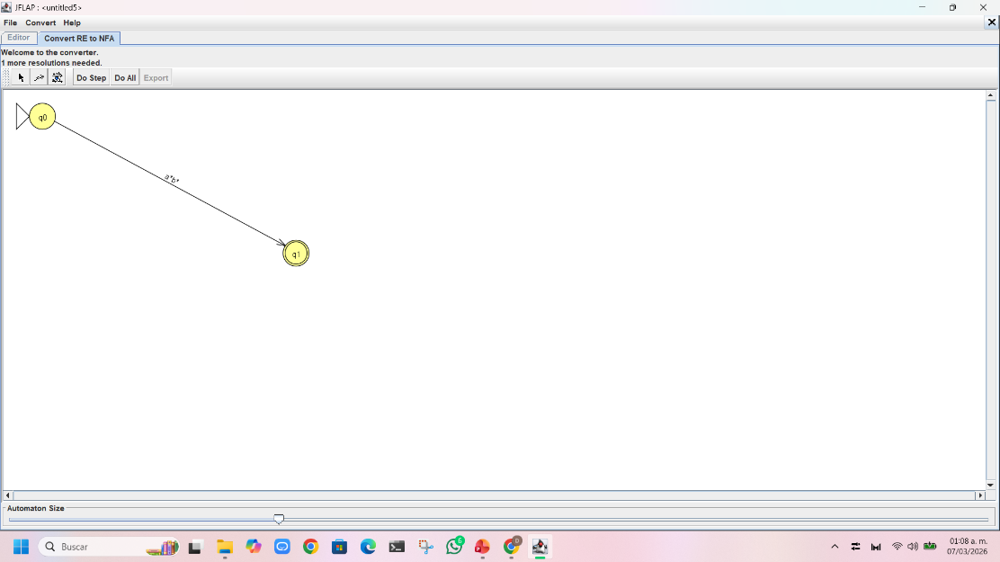 JFLAP : <untitled5>
File Convert Help
Editor Convert RE to NFA
Welcome to the converter.
1 more resolutions needed.
Do Step Do All Export
q0
a*b*
q1
Automaton Size
Buscar
6
01:08 a. m.
07/03/2026